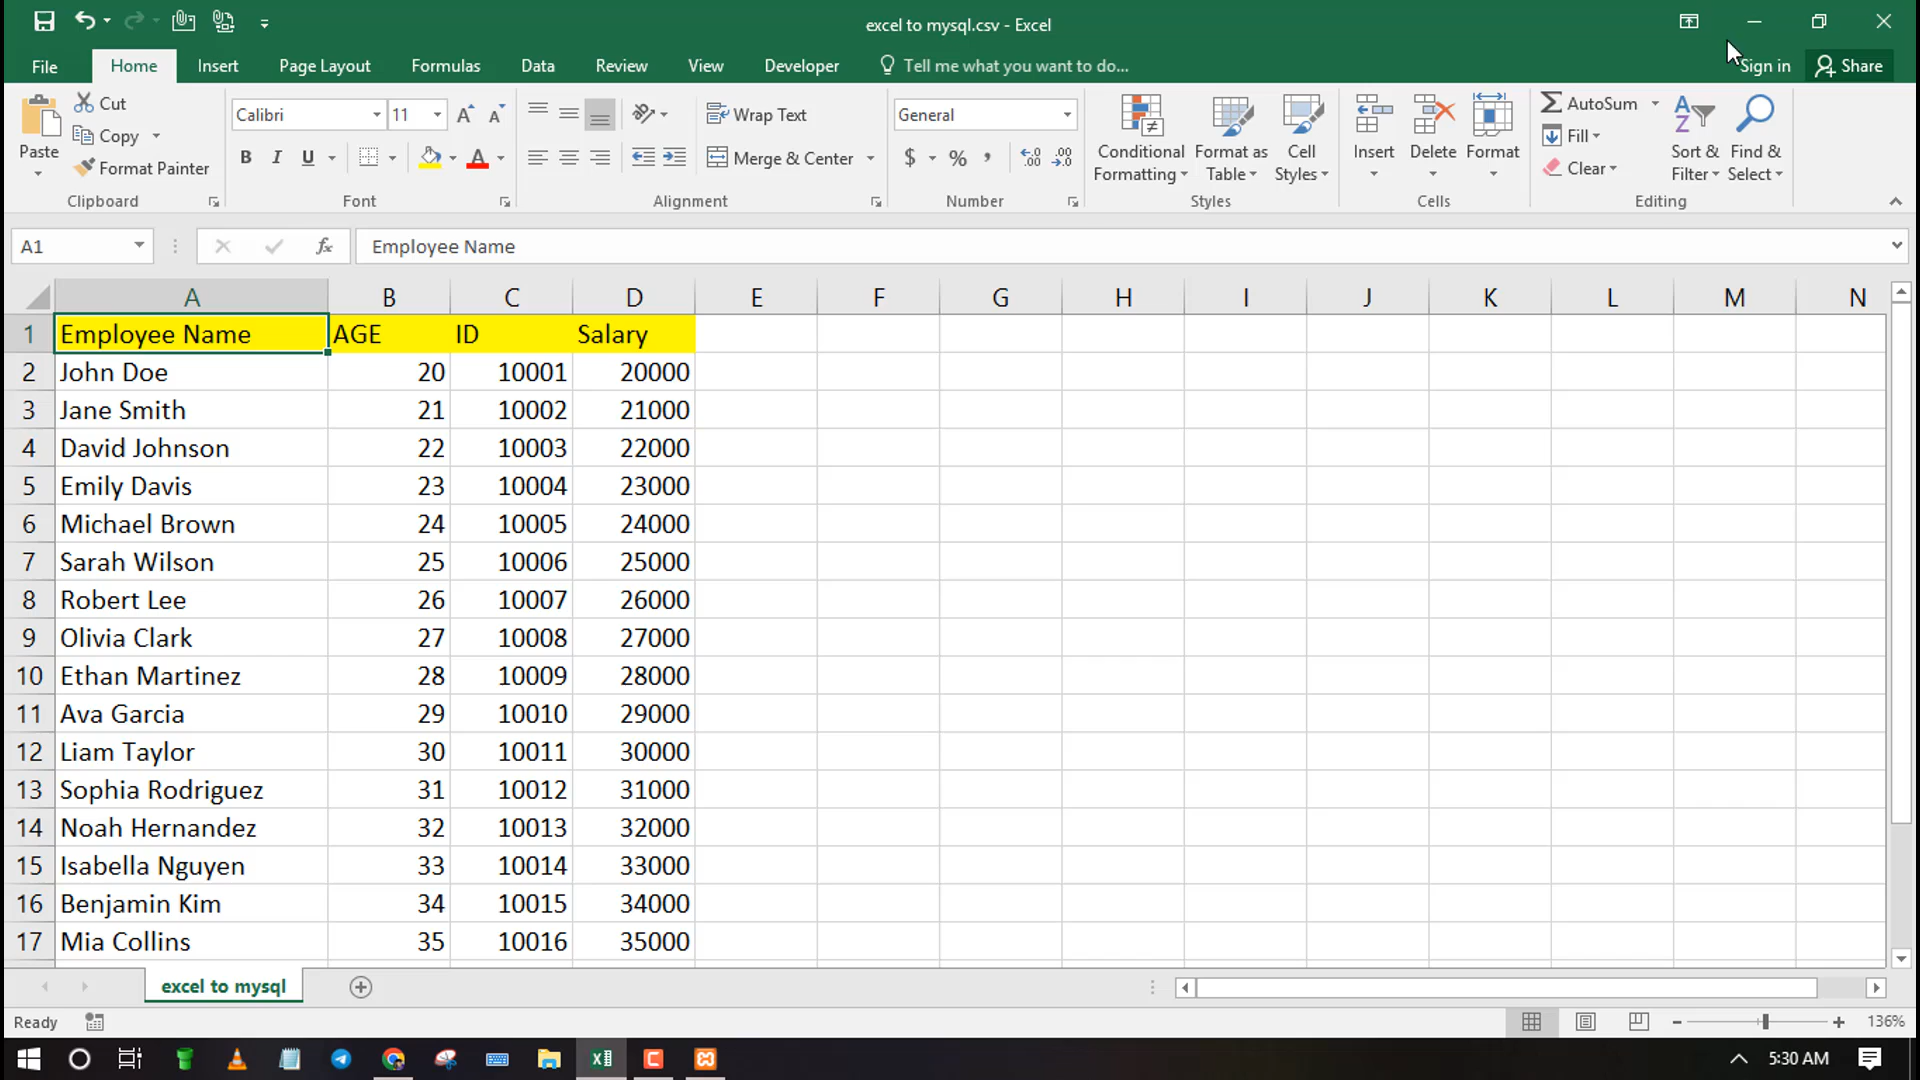 excel to mysql.csv - Excel
File Home Insert Page Layout Formulas Data Review View Developer Tell me what you want to do... Sign in Share
Paste
Cut
Copy
Format Painter
Clipboard
Calibri 11
B I U A
Font
Wrap Text
Merge & Center
Alignment
General
$ % ,
Number
Conditional Formatting
Format as Table
Cell Styles
Styles
Insert Delete Format
Cells
AutoSum
Fill
Clear
Sort & Filter
Find & Select
Editing
A1 fx Employee Name
A B C D E F G H I J K L M N
1 Employee Name AGE ID Salary
2 John Doe 20 10001 20000
3 Jane Smith 21 10002 21000
4 David Johnson 22 10003 22000
5 Emily Davis 23 10004 23000
6 Michael Brown 24 10005 24000
7 Sarah Wilson 25 10006 25000
8 Robert Lee 26 10007 26000
9 Olivia Clark 27 10008 27000
10 Ethan Martinez 28 10009 28000
11 Ava Garcia 29 10010 29000
12 Liam Taylor 30 10011 30000
13 Sophia Rodriguez 31 10012 31000
14 Noah Hernandez 32 10013 32000
15 Isabella Nguyen 33 10014 33000
16 Benjamin Kim 34 10015 34000
17 Mia Collins 35 10016 35000
excel to mysql
Ready 136%
5:30 AM